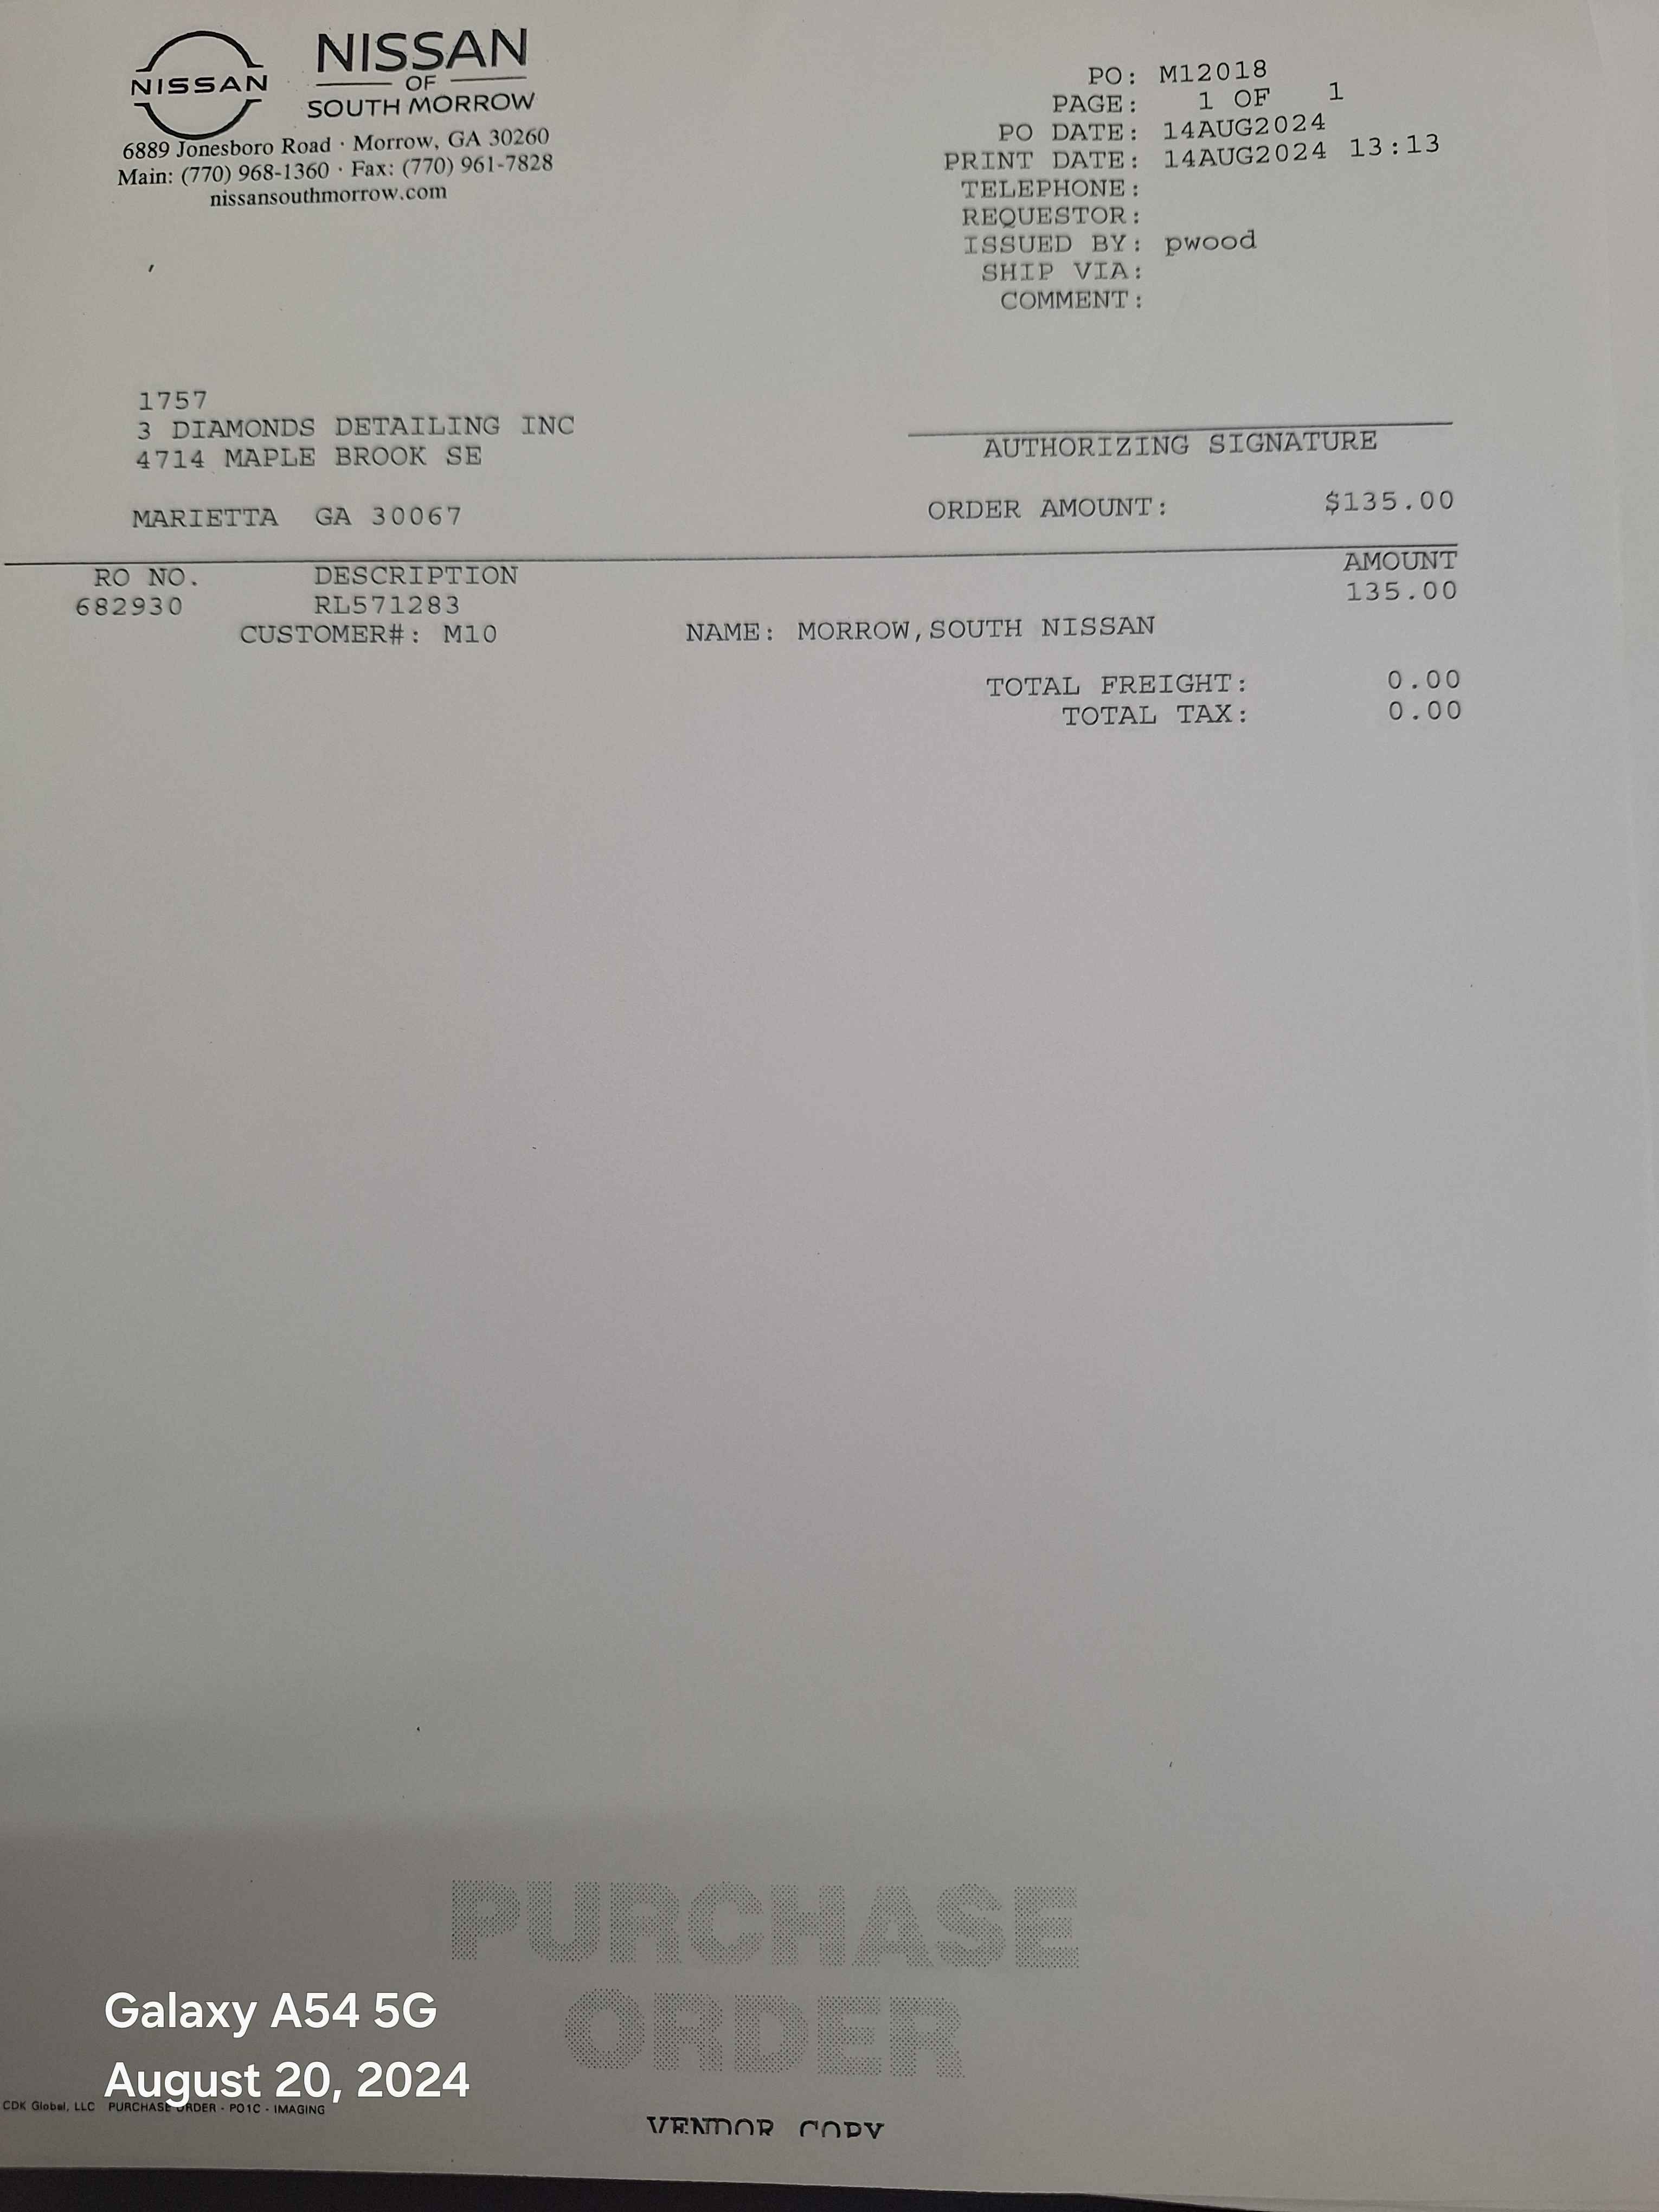 NISSAN
NISSAN
OF
SOUTH MORROW
6889 Jonesboro Road · Morrow, GA 30260
Main: (770) 968-1360 · Fax: (770) 961-7828
nissansouthmorrow.com
PO: M12018
PAGE: 1 OF 1
PO DATE: 14AUG2024
PRINT DATE: 14AUG2024 13:13
TELEPHONE:
REQUESTOR:
ISSUED BY: pwood
SHIP VIA:
COMMENT:
1757
3 DIAMONDS DETAILING INC
4714 MAPLE BROOK SE
MARIETTA GA 30067
AUTHORIZING SIGNATURE
ORDER AMOUNT: $135.00
RO NO. DESCRIPTION AMOUNT
682930 RL571283 135.00
CUSTOMER#: M10 NAME: MORROW,SOUTH NISSAN
TOTAL FREIGHT: 0.00
TOTAL TAX: 0.00
PURCHASE
ORDER
Galaxy A54 5G
August 20, 2024
CDK Global, LLC PURCHASE ORDER - PO1C - IMAGING
VENDOR COPY